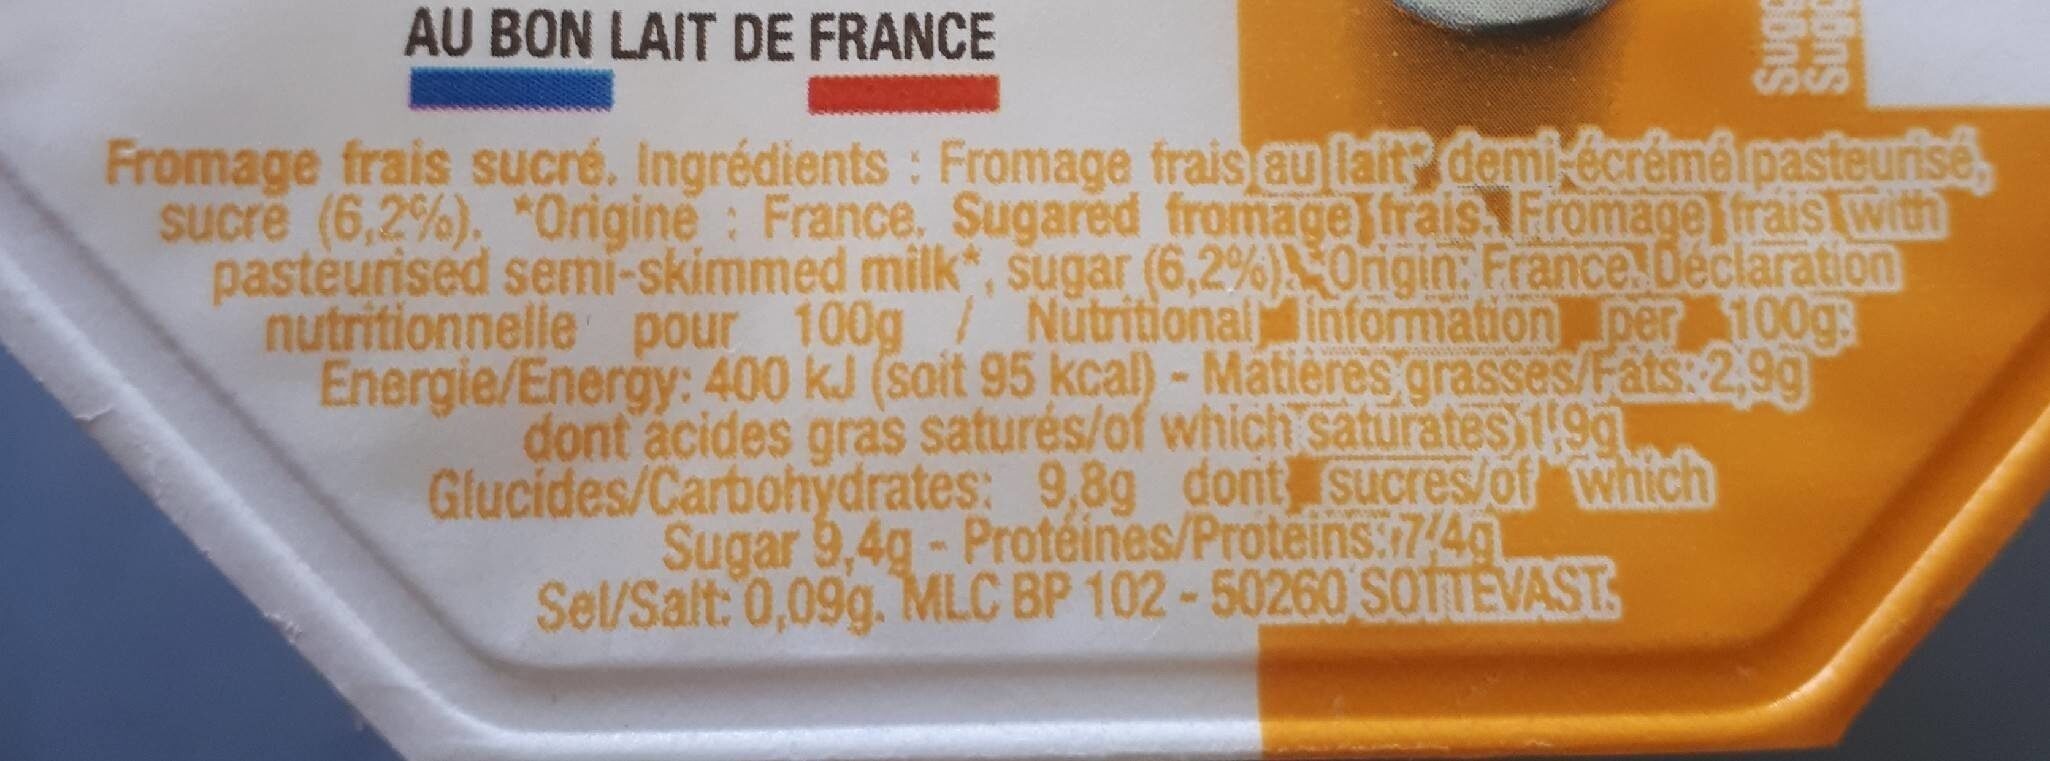 AU BON LAIT DE FRANCE
Fromage frais sucré. Ingrédients : Fromage frais au lait* demi-écrémé pasteurisé,
sucre (6,2%). *Origine : France. Sugared fromage frais. Fromage frais with
pasteurised semi-skimmed milk*, sugar (6,2%). *Origin: France. Déclaration
nutritionnelle pour 100g / Nutritional information per 100g:
Energie/Energy: 400 kJ (soit 95 kcal) - Matières grasses/Fats: 2,9g
dont acides gras saturés/of which saturates 1,9g
Glucides/Carbohydrates: 9,8g dont sucres/of which
Sugar 9,4g - Protéines/Proteins: 7,4g
Sel/Salt: 0,09g. MLC BP 102 - 50260 SOTTEVAST.